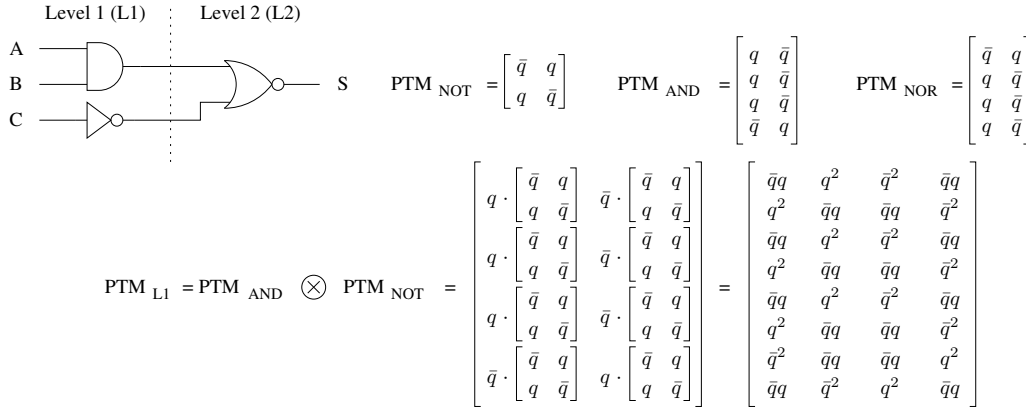 Level 1 (L1) Level 2 (L2)
A
B
C
S
PTM NOT = [ q̄ q
q q̄ ]
PTM AND = [ q q̄
q q̄
q q̄
q̄ q ]
PTM NOR = [ q̄ q
q q̄
q q̄
q q̄ ]
PTM L1 = PTM AND ⊗ PTM NOT =
q · [ q̄ q q̄ · [ q̄ q
q q̄ ] q q̄ ]
q · [ q̄ q q̄ · [ q̄ q
q q̄ ] q q̄ ]
q · [ q̄ q q̄ · [ q̄ q
q q̄ ] q q̄ ]
q̄ · [ q̄ q q · [ q̄ q
q q̄ ] q q̄ ]
=
q̄q q² q̄² q̄q
q² q̄q q̄q q̄²
q̄q q² q̄² q̄q
q² q̄q q̄q q̄²
q̄q q² q̄² q̄q
q² q̄q q̄q q̄²
q̄² q̄q q̄q q²
q̄q q̄² q² q̄q